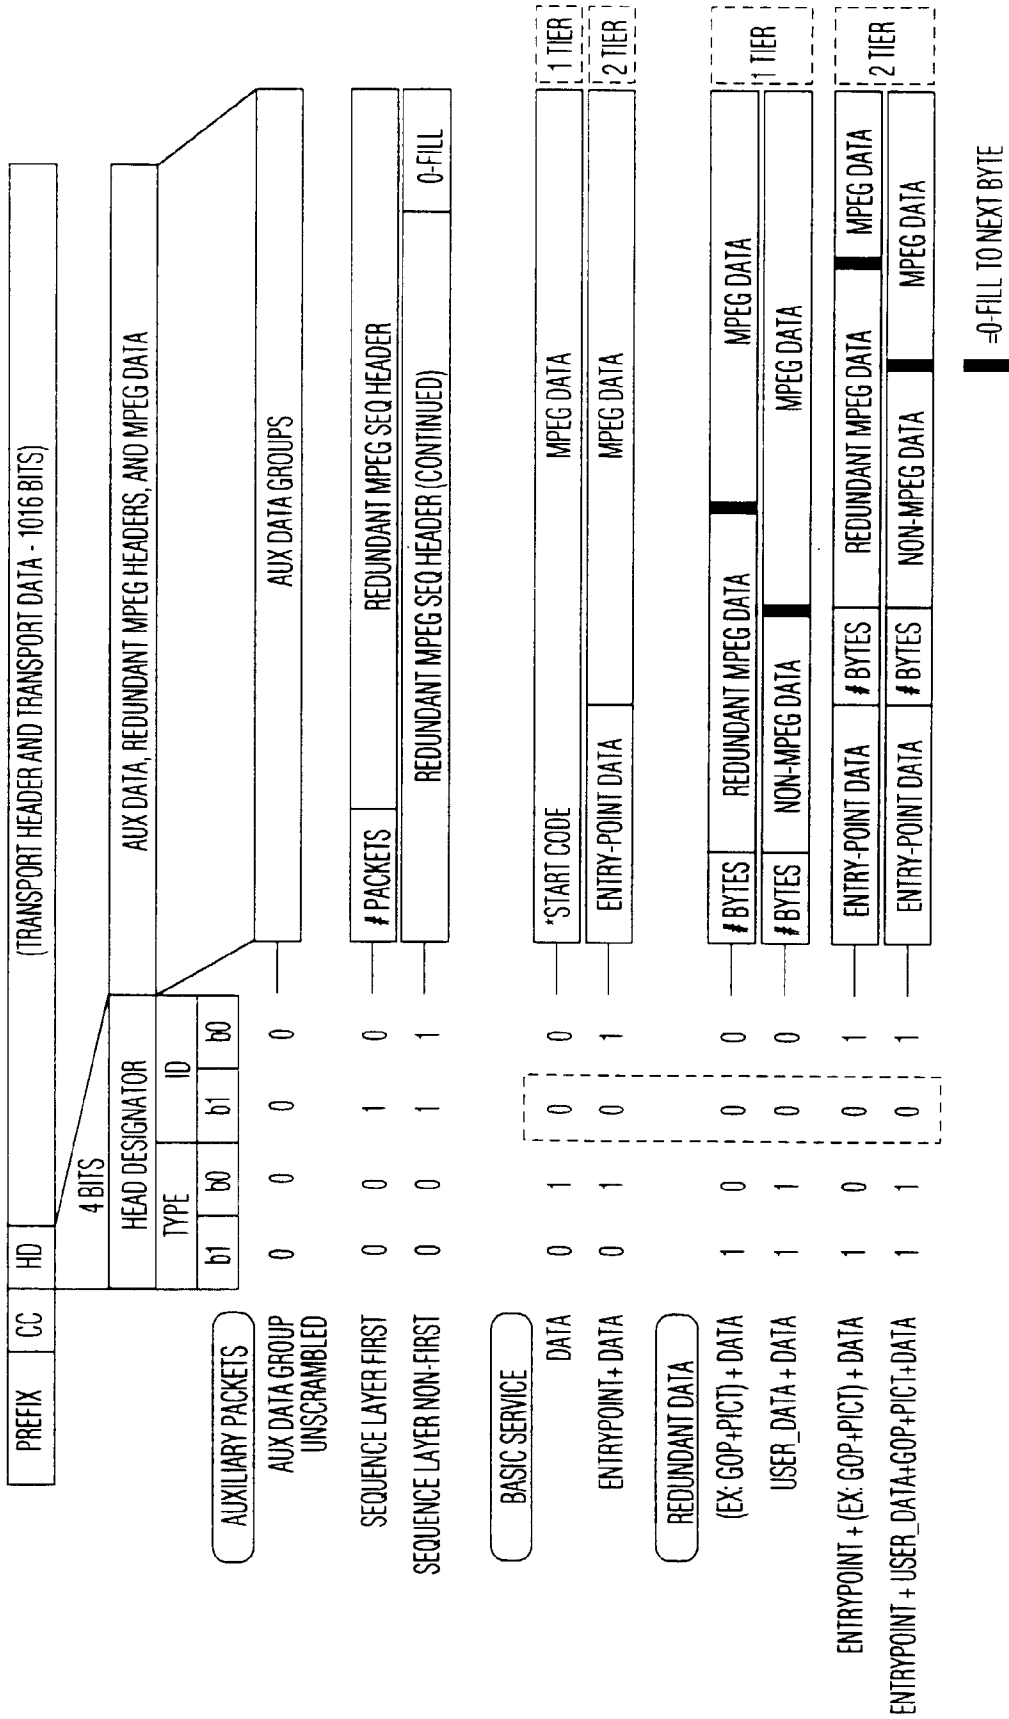 PREFIX CC HD (TRANSPORT HEADER AND TRANSPORT DATA - 1016 BITS)
4 BITS
HEAD DESIGNATOR AUX DATA, REDUNDANT MPEG HEADERS, AND MPEG DATA
TYPE ID
b1 b0 b1 b0
AUXILIARY PACKETS
AUX DATA GROUP 0 0 0 0 AUX DATA GROUPS
UNSCRAMBLED
SEQUENCE LAYER FIRST 0 0 1 0 # PACKETS REDUNDANT MPEG SEQ HEADER
SEQUENCE LAYER NON-FIRST 0 0 1 1 REDUNDANT MPEG SEQ HEADER (CONTINUED) 0-FILL
BASIC SERVICE
DATA 0 1 0 0 *START CODE MPEG DATA 1 TIER
ENTRYPOINT+ DATA 0 1 0 1 ENTRY-POINT DATA MPEG DATA 2 TIER
REDUNDANT DATA
(EX: GOP+PICT) + DATA 1 0 0 0 # BYTES REDUNDANT MPEG DATA MPEG DATA
1 TIER
USER_DATA + DATA 1 1 0 0 # BYTES NON-MPEG DATA MPEG DATA
ENTRYPOINT + (EX: GOP+PICT) + DATA 1 0 0 1 ENTRY-POINT DATA # BYTES REDUNDANT MPEG DATA MPEG DATA
2 TIER
ENTRYPOINT + USER_DATA+GOP+PICT+DATA 1 1 0 1 ENTRY-POINT DATA # BYTES NON-MPEG DATA MPEG DATA
=0-FILL TO NEXT BYTE